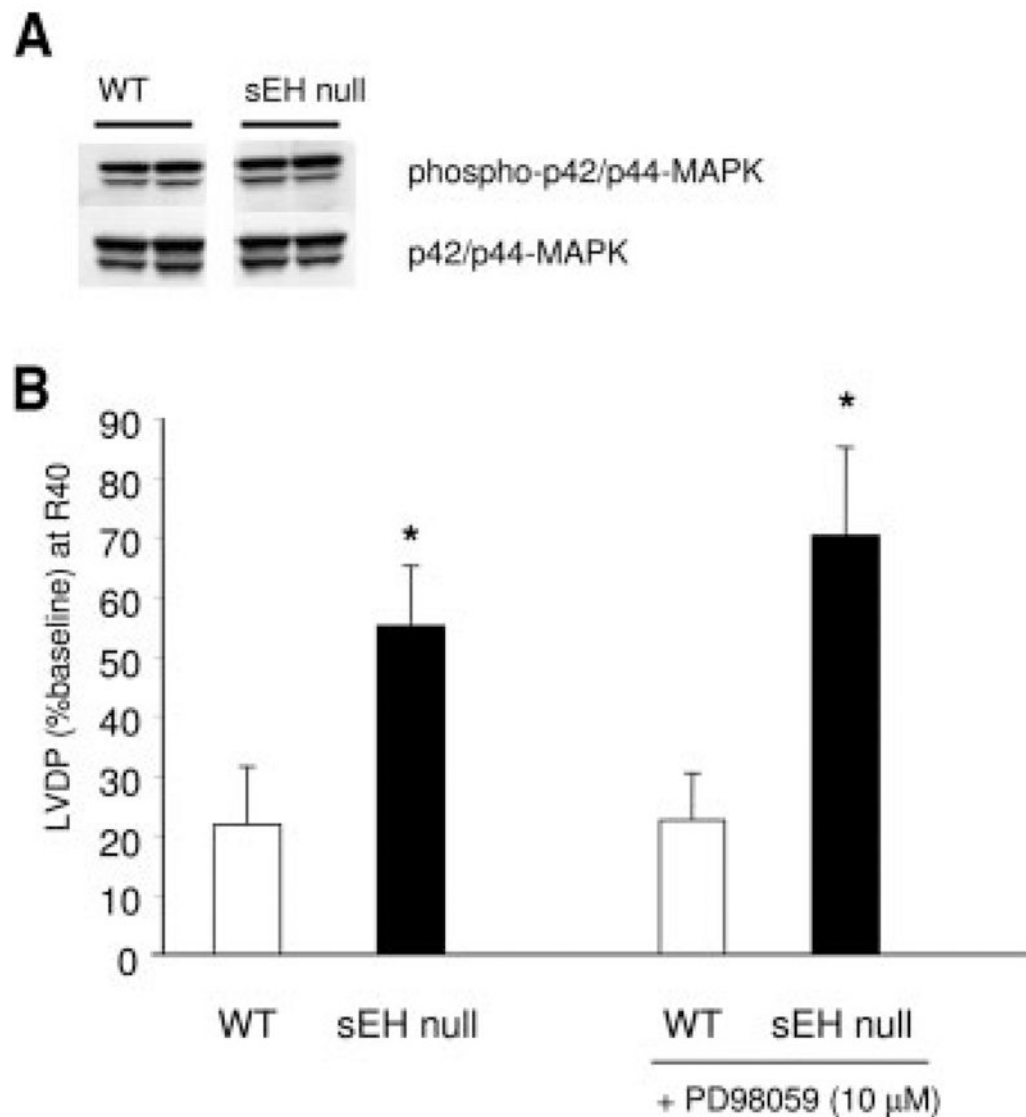 A
WT sEH null
phospho-p42/p44-MAPK
p42/p44-MAPK
B
LVDP (%baseline) at R40
90
80
70
60
50
40
30
20
10
0
*
*
WT sEH null WT sEH null
+ PD98059 (10 µM)